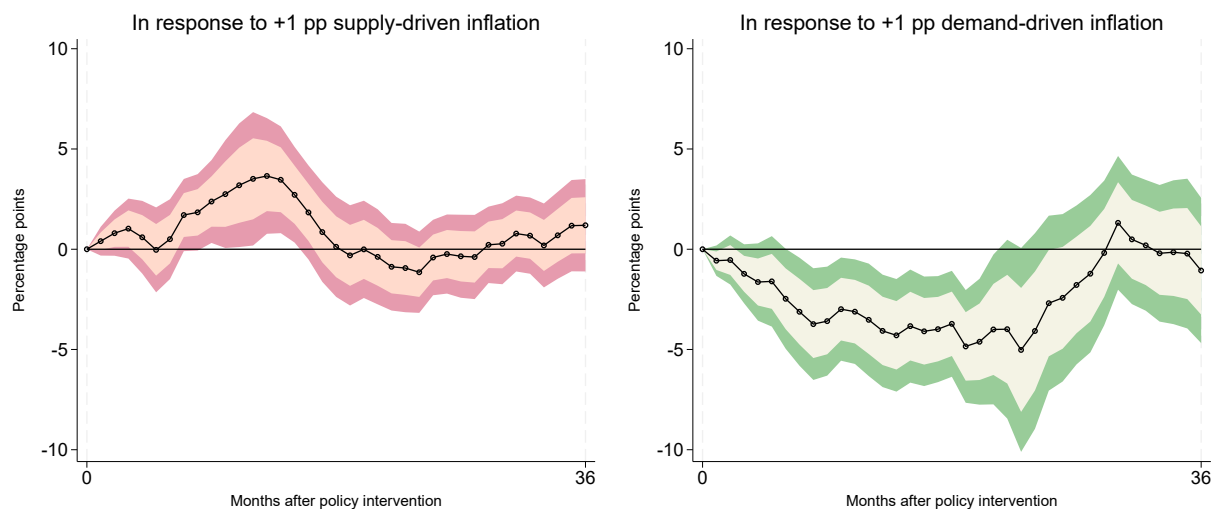 In response to +1 pp supply-driven inflation
10
5
0
-5
-10
Percentage points
0
36
Months after policy intervention
In response to +1 pp demand-driven inflation
10
5
0
-5
-10
Percentage points
0
36
Months after policy intervention